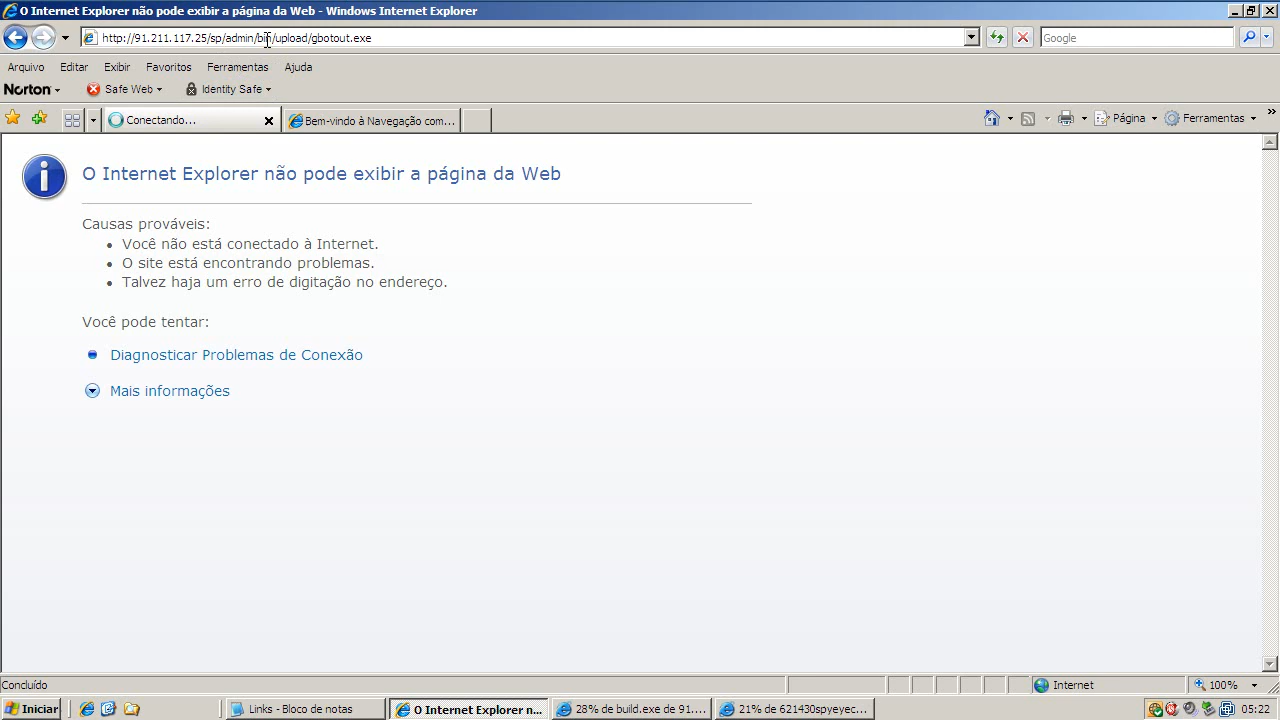 O Internet Explorer não pode exibir a página da Web - Windows Internet Explorer
http://91.211.117.25/sp/admin/bin/upload/gbotout.exe
Google
Arquivo Editar Exibir Favoritos Ferramentas Ajuda
Norton Safe Web Identity Safe
Conectando... Bem-vindo à Navegação com... Página Ferramentas
O Internet Explorer não pode exibir a página da Web
Causas prováveis:
Você não está conectado à Internet.
O site está encontrando problemas.
Talvez haja um erro de digitação no endereço.
Você pode tentar:
Diagnosticar Problemas de Conexão
Mais informações
Concluído Internet 100%
Iniciar Links - Bloco de notas O Internet Explorer n... 28% de build.exe de 91.... 21% de 621430spyeyec... 05:22